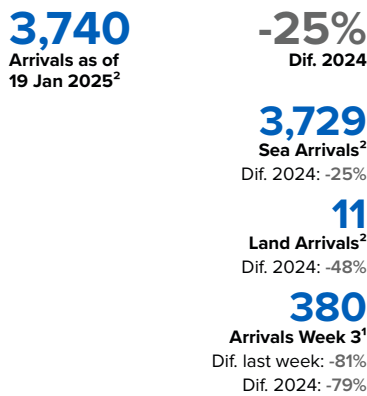 3,740
Arrivals as of
19 Jan 2025²
-25%
Dif. 2024
3,729
Sea Arrivals²
Dif. 2024: -25%
11
Land Arrivals²
Dif. 2024: -48%
380
Arrivals Week 3¹
Dif. last week: -81%
Dif. 2024: -79%